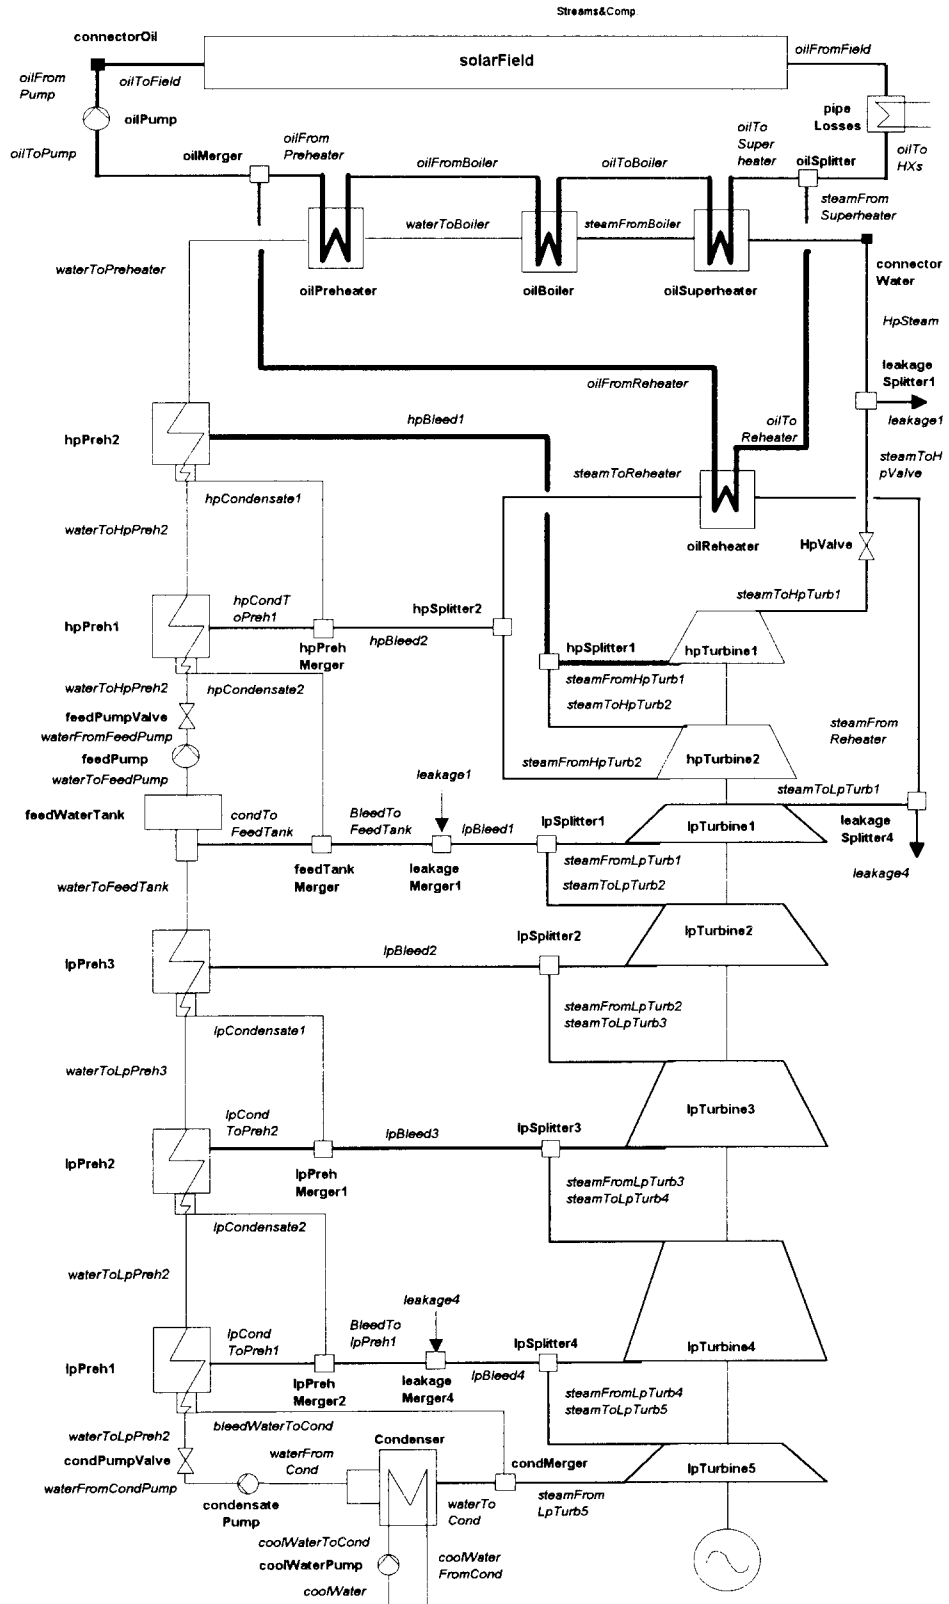 Streams&Comp.
connectorOil
oilFromField
solarField
oilFrom
Pump
oilToField
pipe
Losses
oilPump
oilToPump
oilMerger
oilFrom
Preheater
oilFromBoiler
oilToBoiler
oilTo
Super
heater
oilSplitter
oilTo
HXs
steamFrom
Superheater
waterToBoiler
steamFromBoiler
waterToPreheater
oilPreheater
oilBoiler
oilSuperheater
connector
Water
HpSteam
leakage
Splitter1
oilFromReheater
leakage1
hpPreh2
hpBleed1
oilTo
Reheater
steamToH
pValve
steamToReheater
hpCondensate1
waterToHpPreh2
oilReheater
HpValve
hpCondT
oPreh1
hpSplitter2
steamToHpTurb1
hpPreh1
hpPreh
Merger
hpBleed2
hpSplitter1
hpTurbine1
steamFromHpTurb1
waterToHpPreh2
hpCondensate2
steamToHpTurb2
feedPumpValve
waterFromFeedPump
steamFrom
Reheater
feedPump
steamFromHpTurb2
hpTurbine2
waterToFeedPump
leakage1
steamToLpTurb1
feedWaterTank
condTo
FeedTank
BleedTo
FeedTank
lpBleed1
lpSplitter1
lpTurbine1
leakage
Splitter4
feedTank
Merger
leakage
Merger1
steamFromLpTurb1
leakage4
waterToFeedTank
steamToLpTurb2
lpPreh3
lpBleed2
lpSplitter2
lpTurbine2
steamFromLpTurb2
steamToLpTurb3
lpCondensate1
waterToLpPreh3
lpTurbine3
lpCond
ToPreh2
lpBleed3
lpSplitter3
lpPreh2
lpPreh
Merger1
steamFromLpTurb3
steamToLpTurb4
lpCondensate2
waterToLpPreh2
leakage4
lpCond
ToPreh1
BleedTo
lpPreh1
lpSplitter4
lpTurbine4
lpPreh1
lpPreh
Merger2
leakage
Merger4
lpBleed4
steamFromLpTurb4
steamToLpTurb5
bleedWaterToCond
waterToLpPreh2
Condenser
condPumpValve
waterFrom
Cond
condMerger
lpTurbine5
waterFromCondPump
condensate
Pump
waterTo
Cond
steamFrom
LpTurb5
coolWaterToCond
coolWaterPump
coolWater
FromCond
coolWater